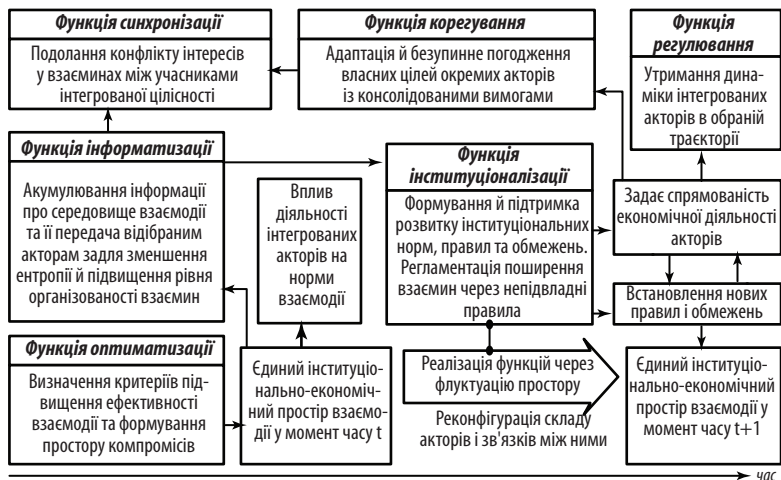 Функція синхронізації
Подолання конфлікту інтересів
у взаєминах між учасниками
інтегрованої цілісності
Функція корегування
Адаптація й безупинне погодження
власних цілей окремих акторів
із консолідованими вимогами
Функція
регулювання
Утримання дина-
міки інтегрованих
акторів в обраній
траєкторії
Функція інформатизації
Акумулювання інформації
про середовище взаємодії
та її передача відібраним
акторам задля зменшення
ентропії й підвищення рівня
організованості взаємин
Вплив
діяльності
інтегрованих
акторів на
норми
взаємодії
Функція
інституціоналізації
Формування й підтримка
розвитку інституціональних
норм, правил та обмежень.
Регламентація поширення
взаємин через непідвладні
правила
Задає спрямованість
економічної діяльності
акторів
Встановлення нових
правил і обмежень
Функція оптиматизації
Визначення критеріїв під-
вищення ефективності
взаємодії та формування
простору компромісів
Єдиний інституціо-
нально-економіч-
ний простір взаємо-
дії у момент часу t
Реалізація функцій через
флуктуацію простору
Реконфігурація складу
акторів і зв'язків між ними
Єдиний інституціо-
нально-економічний
простір взаємодії у
момент часу t+1
час